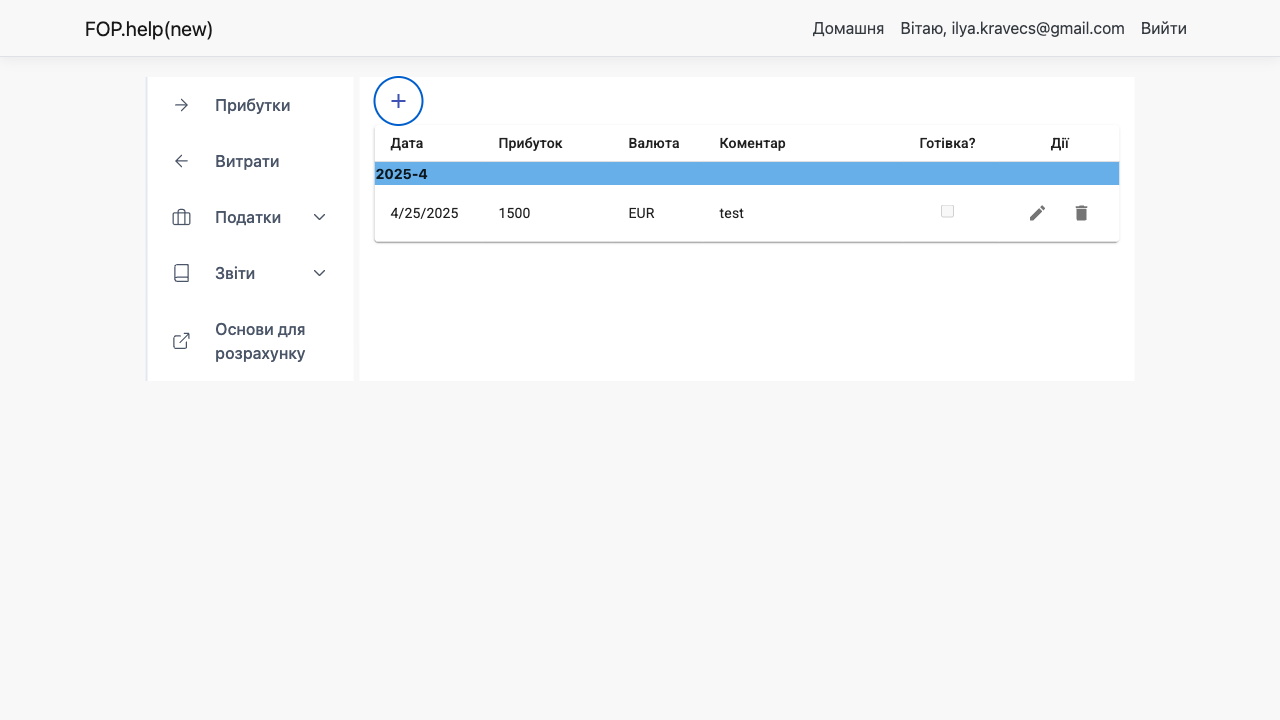 FOP.help(new)
Домашня Вітаю, ilya.kravecs@gmail.com Вийти
Прибутки
Витрати
Податки
Звіти
Основи для
розрахунку
Дата Прибуток Валюта Коментар Готівка? Дії
2025-4
4/25/2025 1500 EUR test